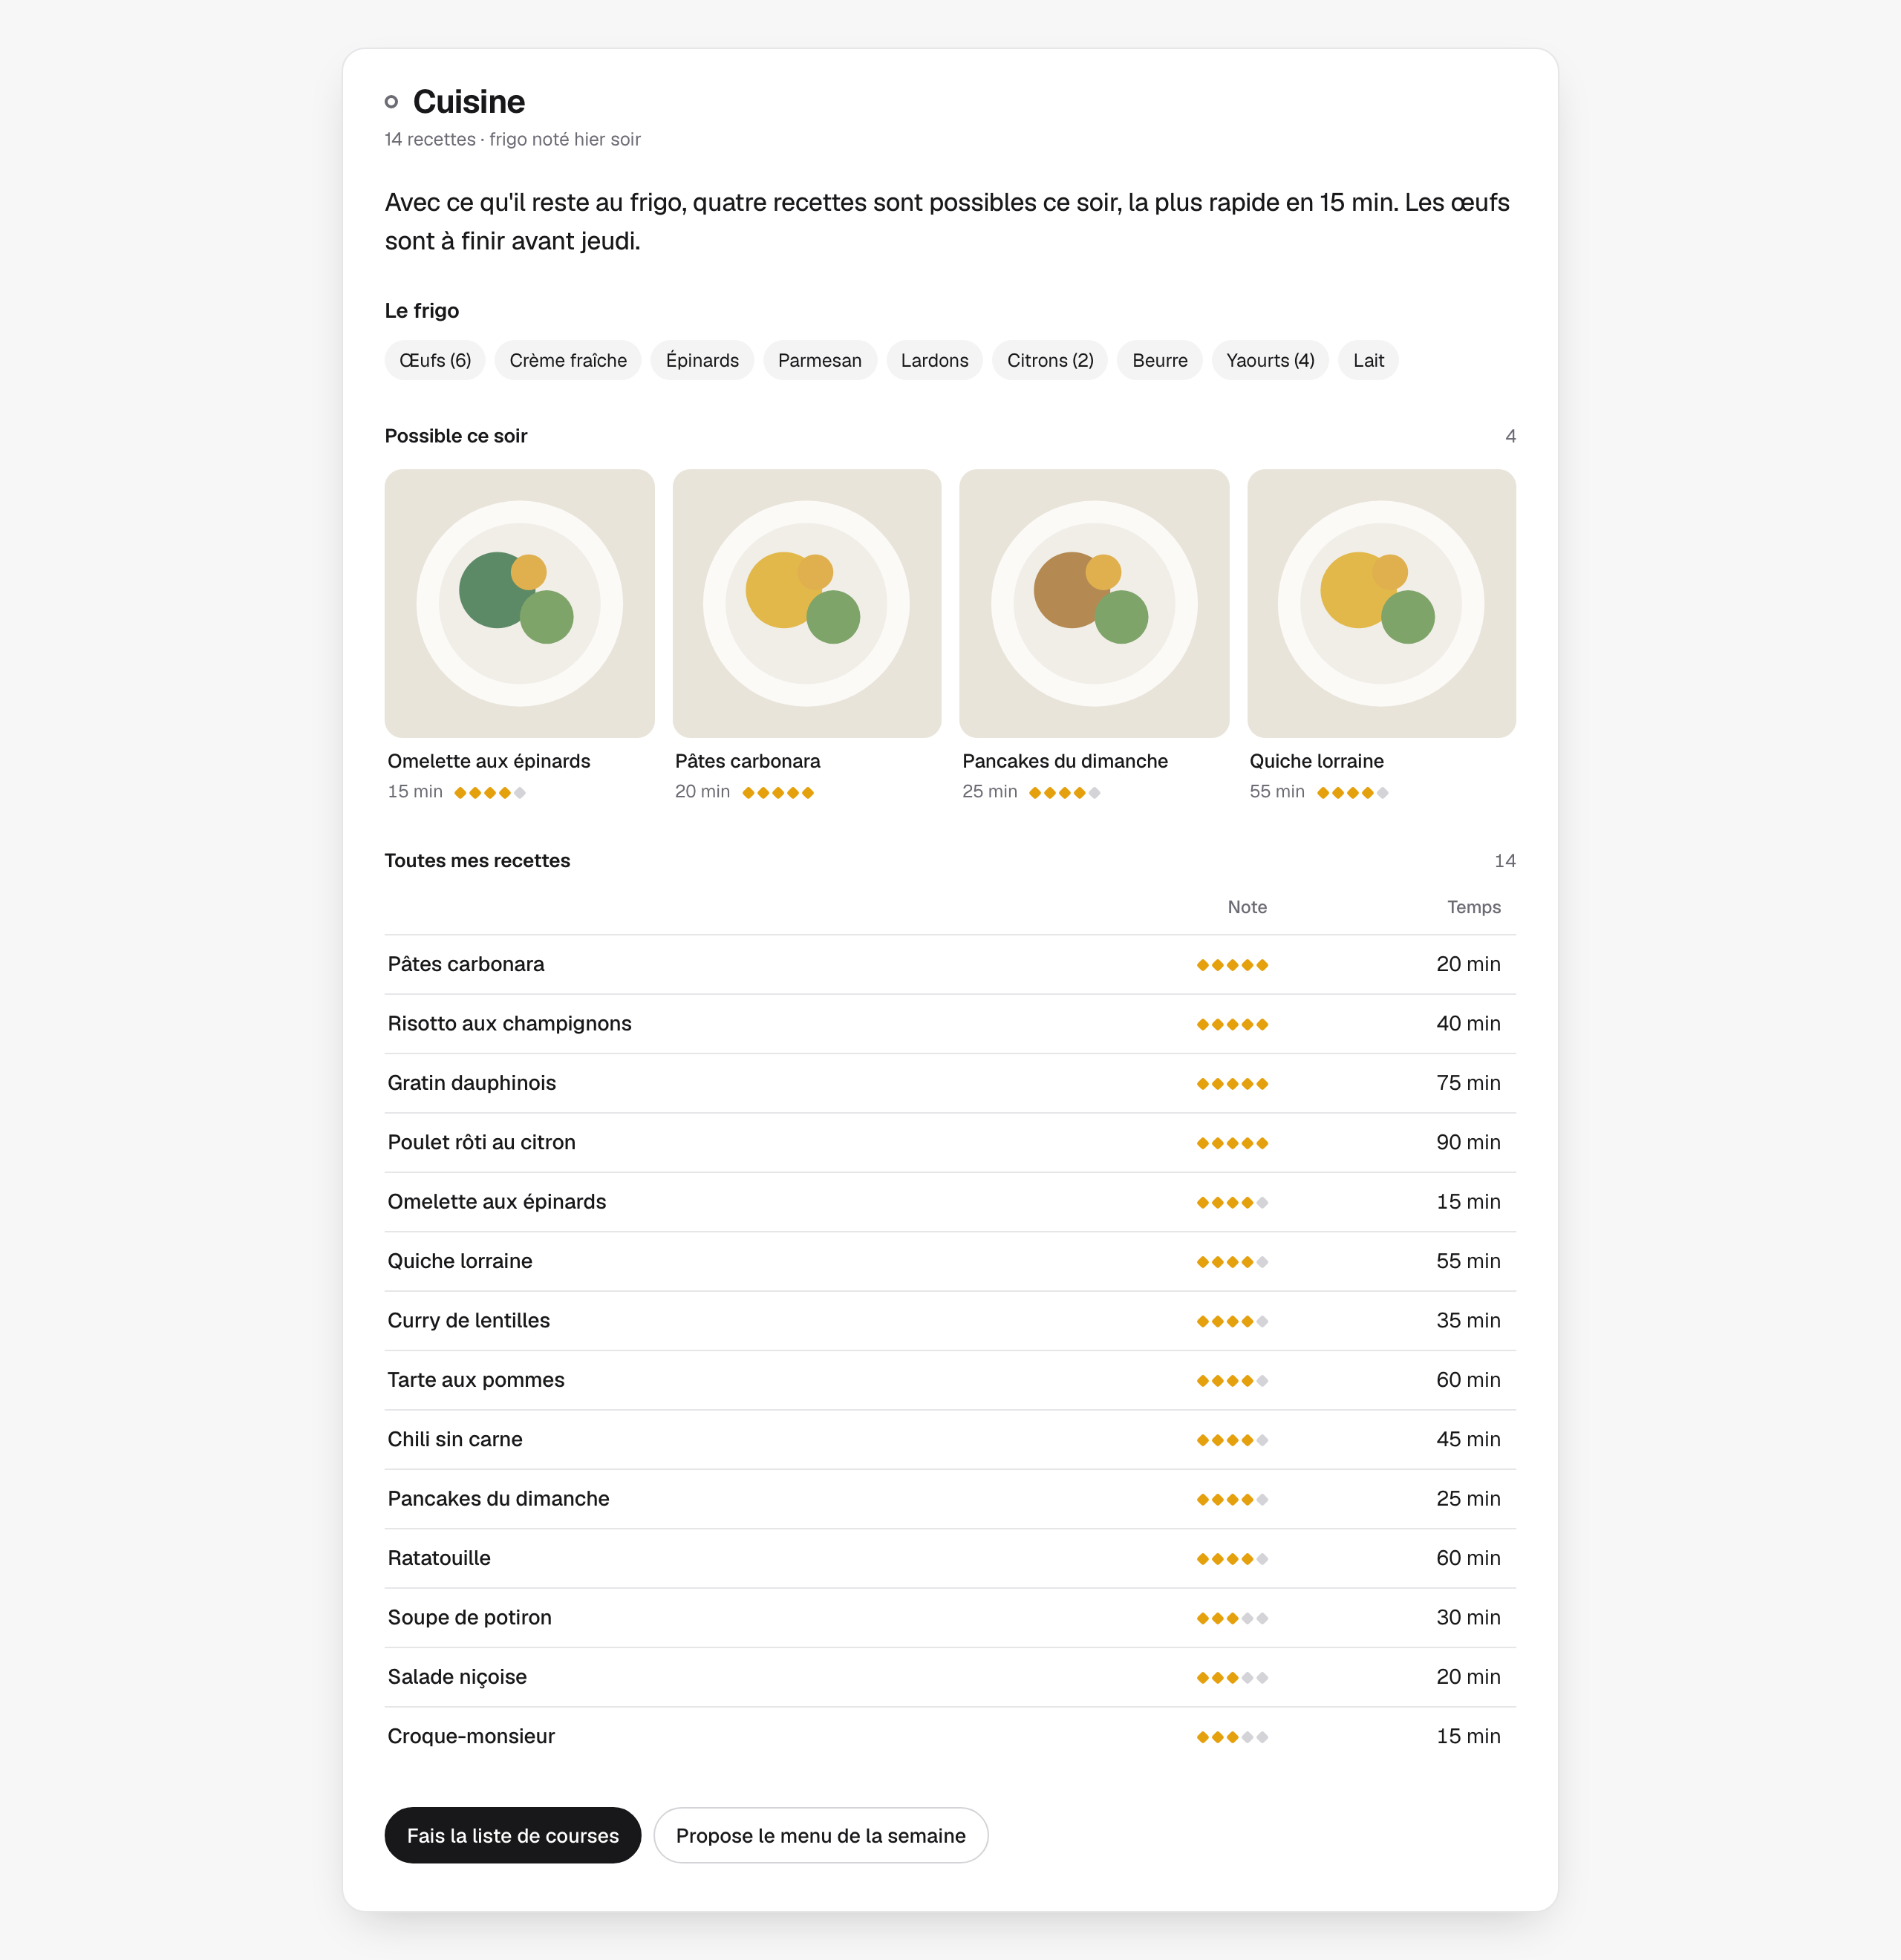 Cuisine
14 recettes · frigo noté hier soir
Avec ce qu'il reste au frigo, quatre recettes sont possibles ce soir, la plus rapide en 15 min. Les œufs
sont à finir avant jeudi.
Le frigo
Œufs (6) Crème fraîche Épinards Parmesan Lardons Citrons (2) Beurre Yaourts (4) Lait
Possible ce soir 4
Omelette aux épinards
15 min
Pâtes carbonara
20 min
Pancakes du dimanche
25 min
Quiche lorraine
55 min
Toutes mes recettes 14
Note Temps
Pâtes carbonara 20 min
Risotto aux champignons 40 min
Gratin dauphinois 75 min
Poulet rôti au citron 90 min
Omelette aux épinards 15 min
Quiche lorraine 55 min
Curry de lentilles 35 min
Tarte aux pommes 60 min
Chili sin carne 45 min
Pancakes du dimanche 25 min
Ratatouille 60 min
Soupe de potiron 30 min
Salade niçoise 20 min
Croque-monsieur 15 min
Fais la liste de courses Propose le menu de la semaine